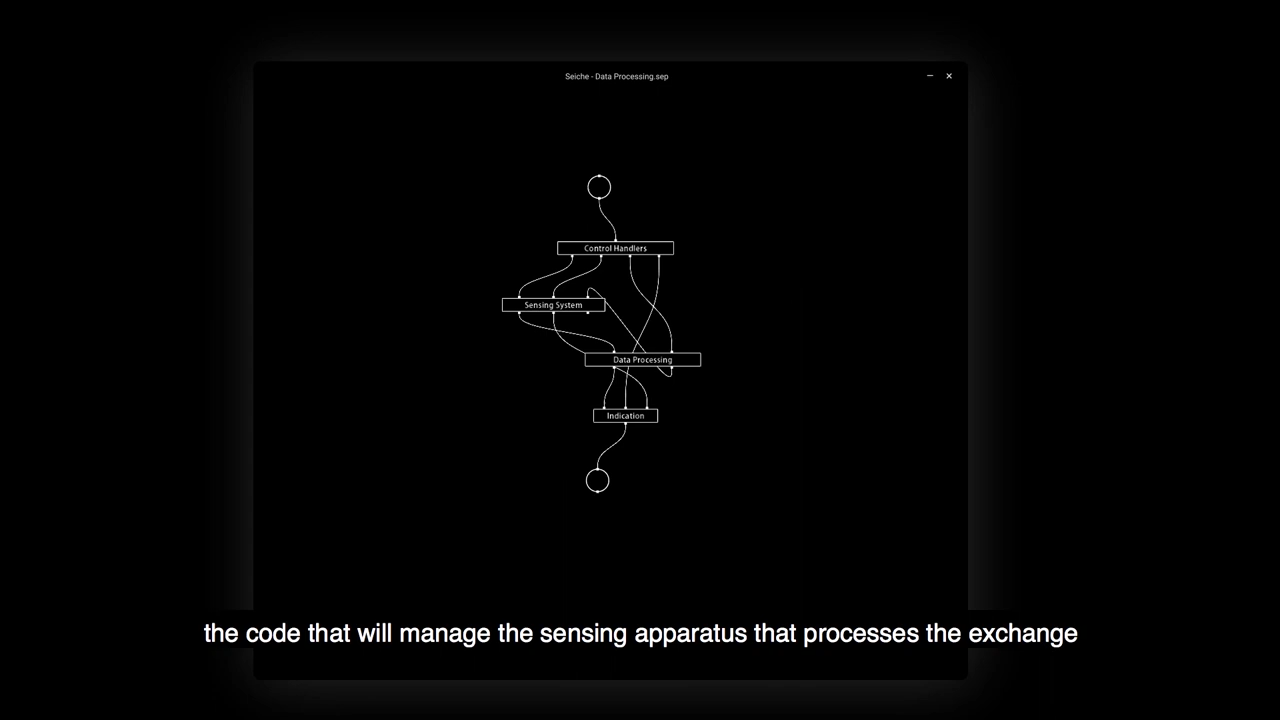 Seiche - Data Processing.sep
Control Handlers
Sensing System
Data Processing
Indication
the code that will manage the sensing apparatus that processes the exchange